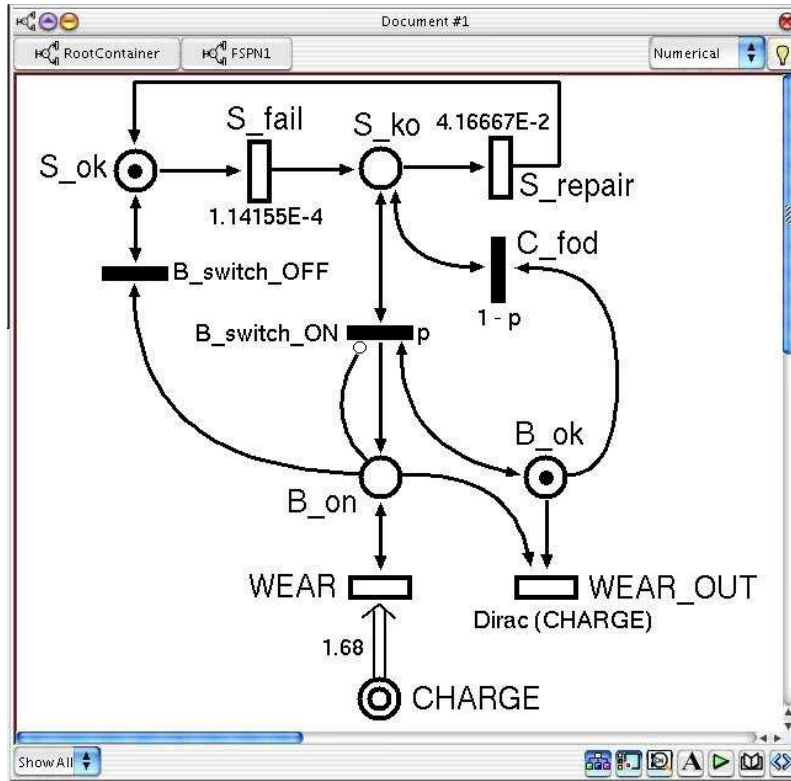 Document #1
RootContainer
FSPN1
Numerical
S_fail
S_ko
4.16667E-2
S_ok
S_repair
1.14155E-4
C_fod
B_switch_OFF
1 - p
B_switch_ON
p
B_ok
B_on
WEAR
WEAR_OUT
Dirac (CHARGE)
1.68
CHARGE
Show All
A